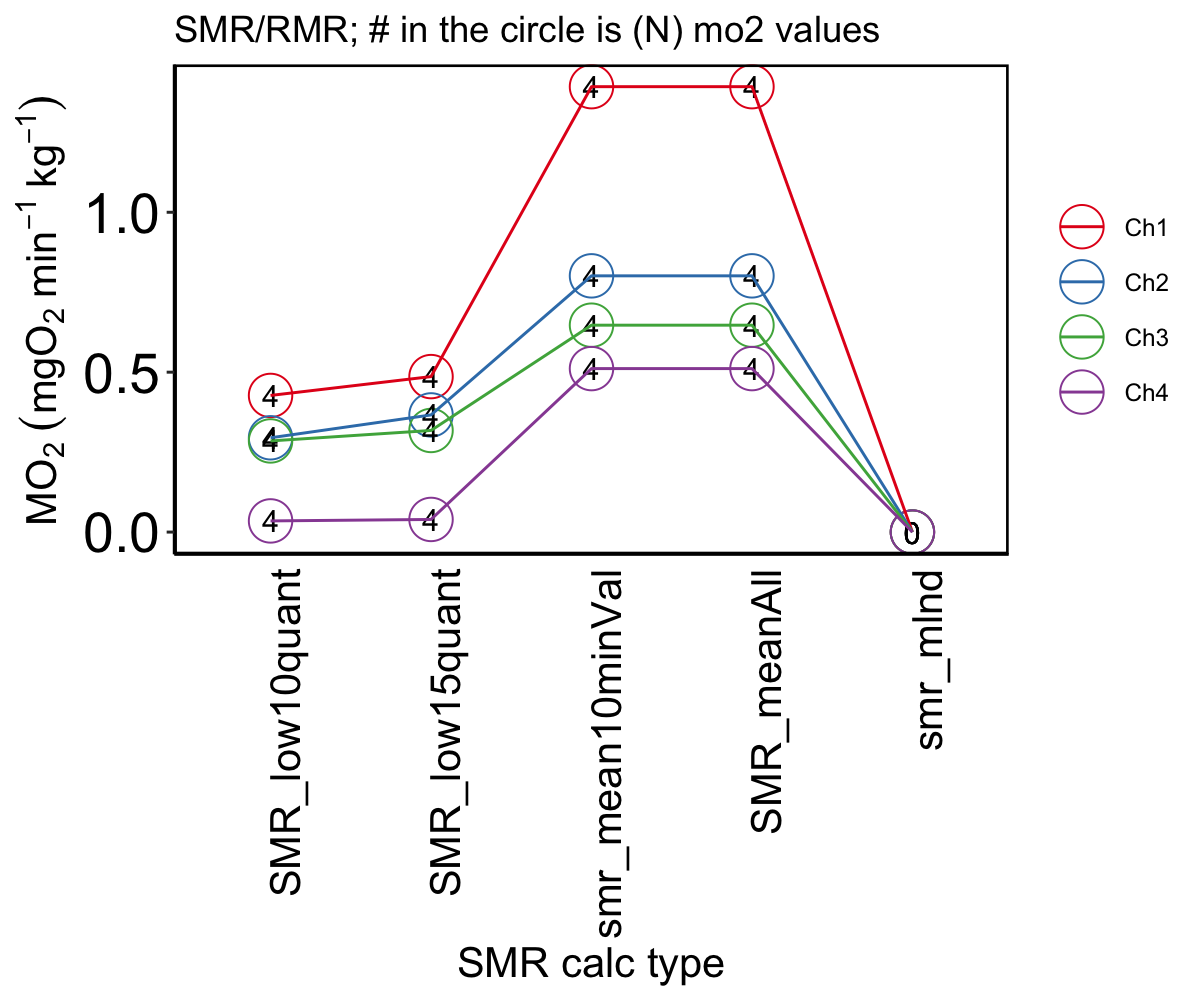 SMR/RMR; # in the circle is (N) mo2 values
MO₂ (mgO₂ min⁻¹ kg⁻¹)
1.0
0.5
0.0
4 4
4 4
4 4
4 4
4 4
4 4
4 4
4 4
0
SMR_low10quant
SMR_low15quant
smr_mean10minVal
SMR_meanAll
smr_mlnd
SMR calc type
Ch1
Ch2
Ch3
Ch4